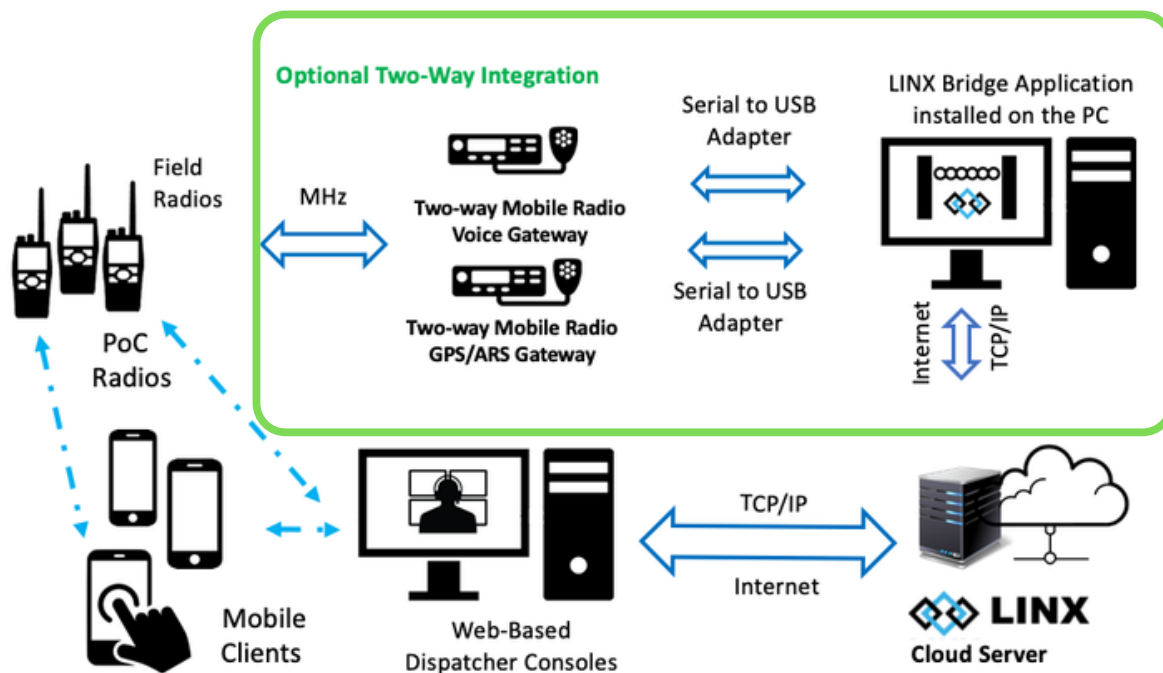 Optional Two-Way Integration
LINX Bridge Application
installed on the PC
Serial to USB
Adapter
Field
Radios
MHz
Two-way Mobile Radio
Voice Gateway
Serial to USB
Adapter
Two-way Mobile Radio
GPS/ARS Gateway
PoC
Radios
Internet
TCP/IP
TCP/IP
Internet
Mobile
Clients
Web-Based
Dispatcher Consoles
LINX
Cloud Server